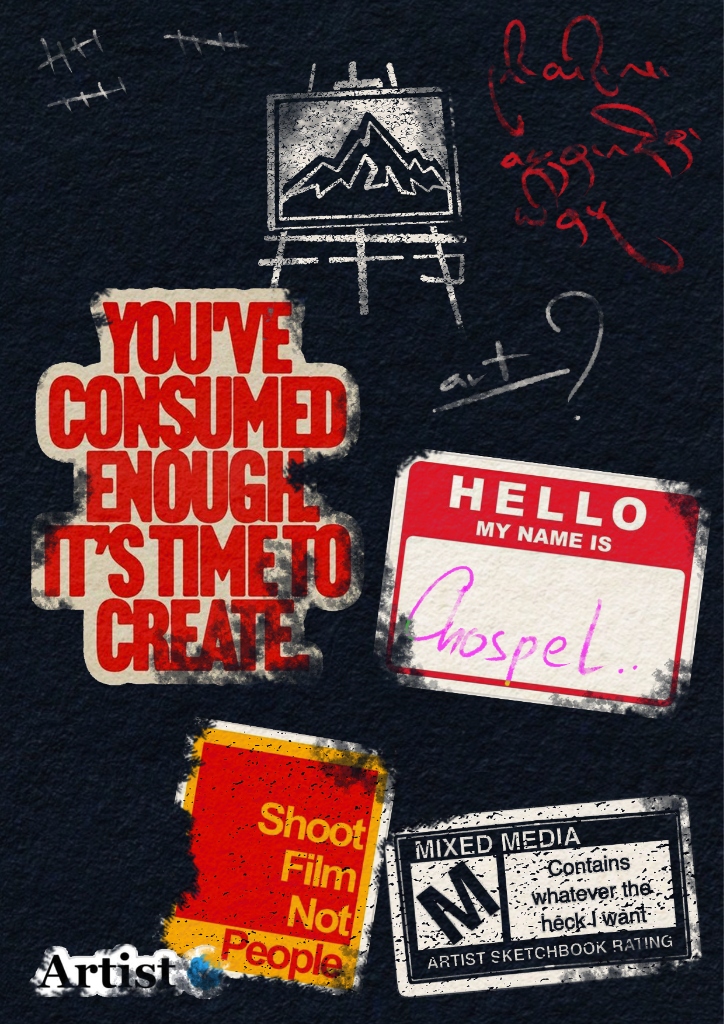 art?
YOU'VE
CONSUMED
ENOUGH.
IT'S TIME TO
CREATE.
HELLO
MY NAME IS
Chospel..
Shoot
Film
Not
People
MIXED MEDIA
M
Contains
whatever the
heck I want
ARTIST SKETCHBOOK RATING
Artist